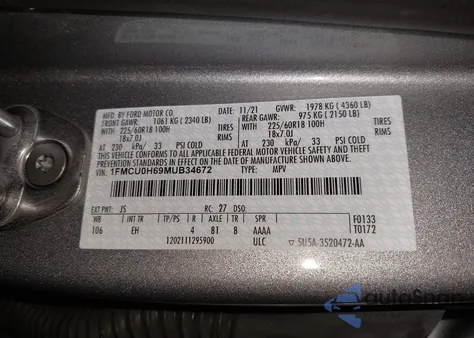 MFD. BY FORD MOTOR CO. 11/21 GVWR: 1978 KG ( 4360 LB)
FRONT GAWR: 1061 KG ( 2340 LB) REAR GAWR: 975 KG ( 2150 LB)
WITH 225/60R18 100H TIRES WITH 225/60R18 100H TIRES
18x7.0J RIMS 18x7.0J RIMS
AT 230 kPa/ 33 PSI COLD AT 230 kPa/ 33 PSI COLD
THIS VEHICLE CONFORMS TO ALL APPLICABLE FEDERAL MOTOR VEHICLE SAFETY AND THEFT
PREVENTION STANDARDS IN EFFECT ON THE DATE OF MANUFACTURE SHOWN ABOVE.
VIN: 1FMCU0H69MUB34672 TYPE: MPV
EXT PNT: JS RC: 27 DSO:
WB INT TR TP/PS R AXLE TR SPR F0133
106 EH 4 81 8 AAAA T0172
1202111295900 ULC 5U5A-3520472-AA